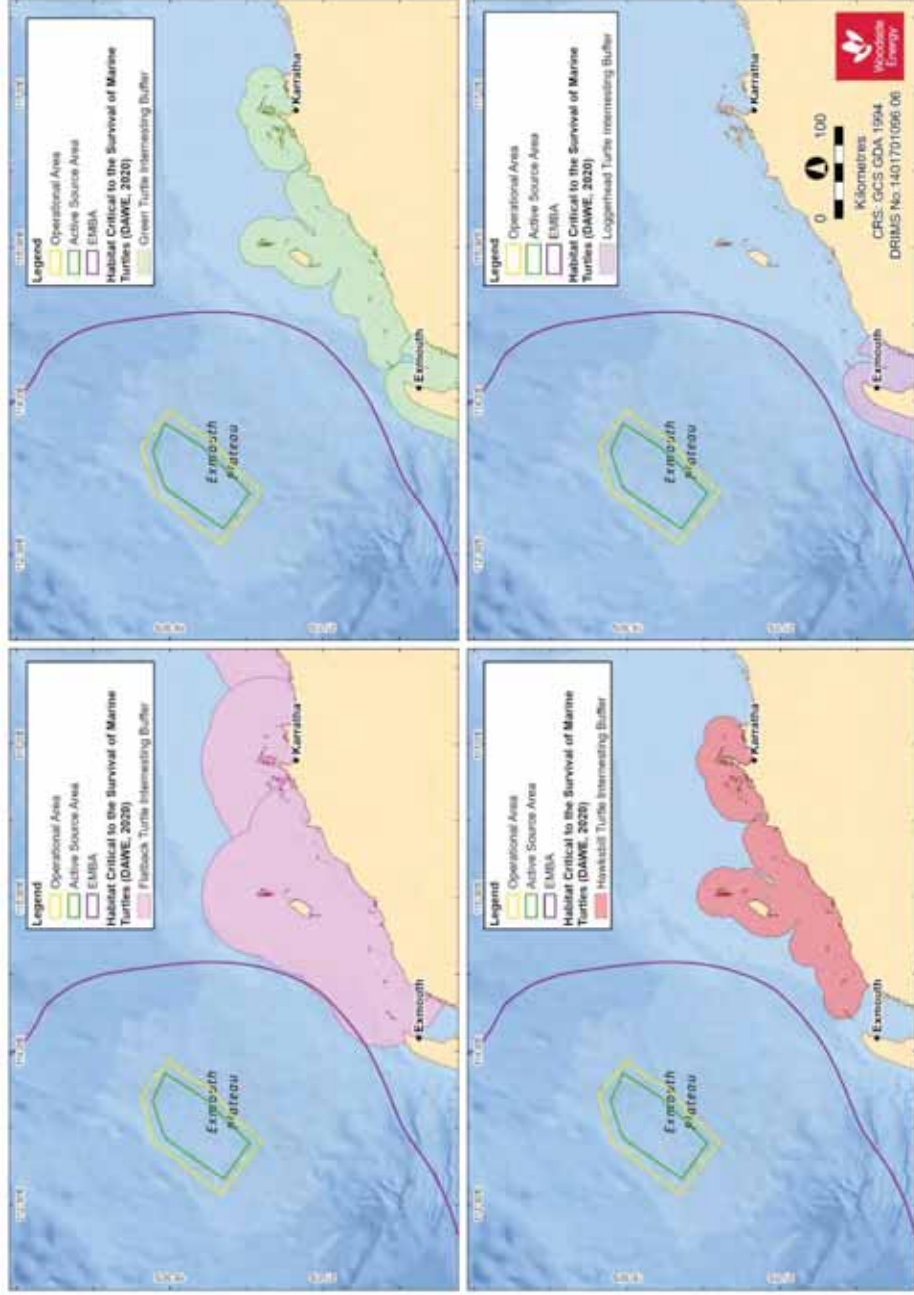 Legend
Operational Area
Active Source Area
EMBA
Habitat Critical to the Survival of Marine
Turtles (DAWE, 2020)
Flatback Turtle Internesting Buffer
Exmouth
Plateau
Karratha
Exmouth
Legend
Operational Area
Active Source Area
EMBA
Habitat Critical to the Survival of Marine
Turtles (DAWE, 2020)
Green Turtle Internesting Buffer
Exmouth
Plateau
Karratha
Exmouth
Legend
Operational Area
Active Source Area
EMBA
Habitat Critical to the Survival of Marine
Turtles (DAWE, 2020)
Hawksbill Turtle Internesting Buffer
Exmouth
Plateau
Karratha
Exmouth
Legend
Operational Area
Active Source Area
EMBA
Habitat Critical to the Survival of Marine
Turtles (DAWE, 2020)
Loggerhead Turtle Internesting Buffer
Exmouth
Plateau
Karratha
Exmouth
0 100
Kilometres
CRS: GCS GDA 1994
DRIMS No:1401701096 06
Woodside
Energy